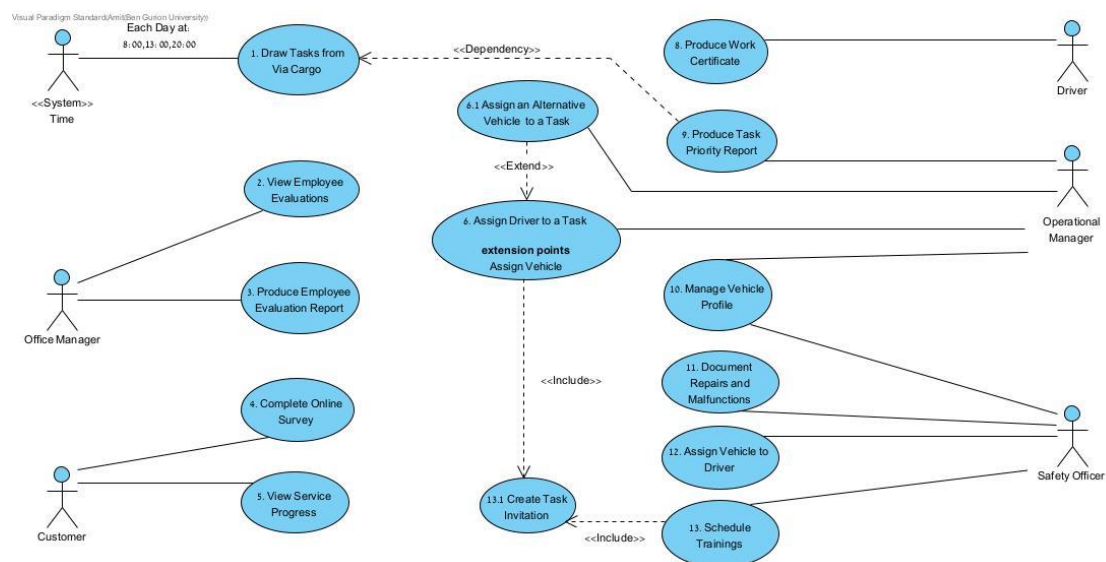 Visual Paradigm Standard(Amit(Ben Gurion University))
Each Day at:
8:00,13:00,20:00
<<System>>
Time
1. Draw Tasks from
Via Cargo
<<Dependency>>
8. Produce Work
Certificate
Driver
6.1 Assign an Alternative
Vehicle to a Task
9. Produce Task
Priority Report
<<Extend>>
2. View Employee
Evaluations
6. Assign Driver to a Task
extension points
Assign Vehicle
Operational
Manager
3. Produce Employee
Evaluation Report
Office Manager
10. Manage Vehicle
Profile
<<Include>>
11. Document
Repairs and
Malfunctions
4. Complete Online
Survey
12. Assign Vehicle to
Driver
Safety Officer
5. View Service
Progress
Customer
13.1 Create Task
Invitation
<<Include>>
13. Schedule
Trainings